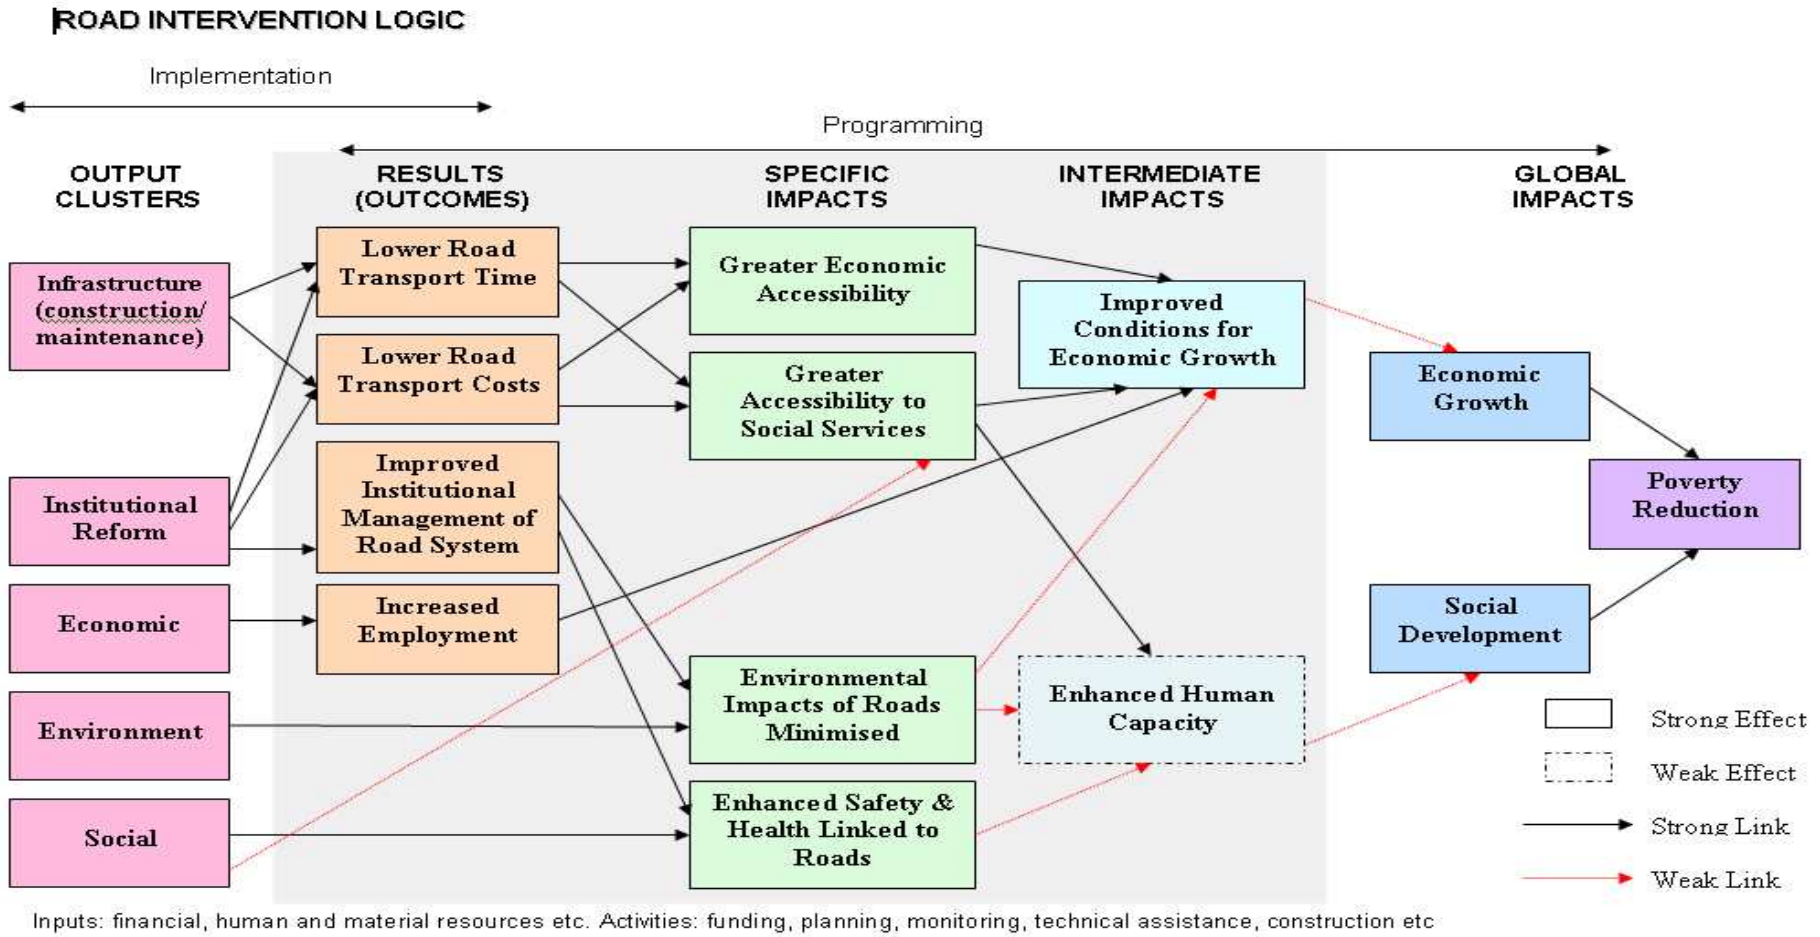 ROAD INTERVENTION LOGIC
Implementation
Programming
OUTPUT
CLUSTERS
RESULTS
(OUTCOMES)
SPECIFIC
IMPACTS
INTERMEDIATE
IMPACTS
GLOBAL
IMPACTS
Infrastructure
(construction/
maintenance)
Institutional
Reform
Economic
Environment
Social
Lower Road
Transport Time
Lower Road
Transport Costs
Improved
Institutional
Management of
Road System
Increased
Employment
Greater Economic
Accessibility
Greater
Accessibility to
Social Services
Environmental
Impacts of Roads
Minimised
Enhanced Safety &
Health Linked to
Roads
Improved
Conditions for
Economic Growth
Enhanced Human
Capacity
Economic
Growth
Social
Development
Poverty
Reduction
Strong Effect
Weak Effect
Strong Link
Weak Link
Inputs: financial, human and material resources etc. Activities: funding, planning, monitoring, technical assistance, construction etc